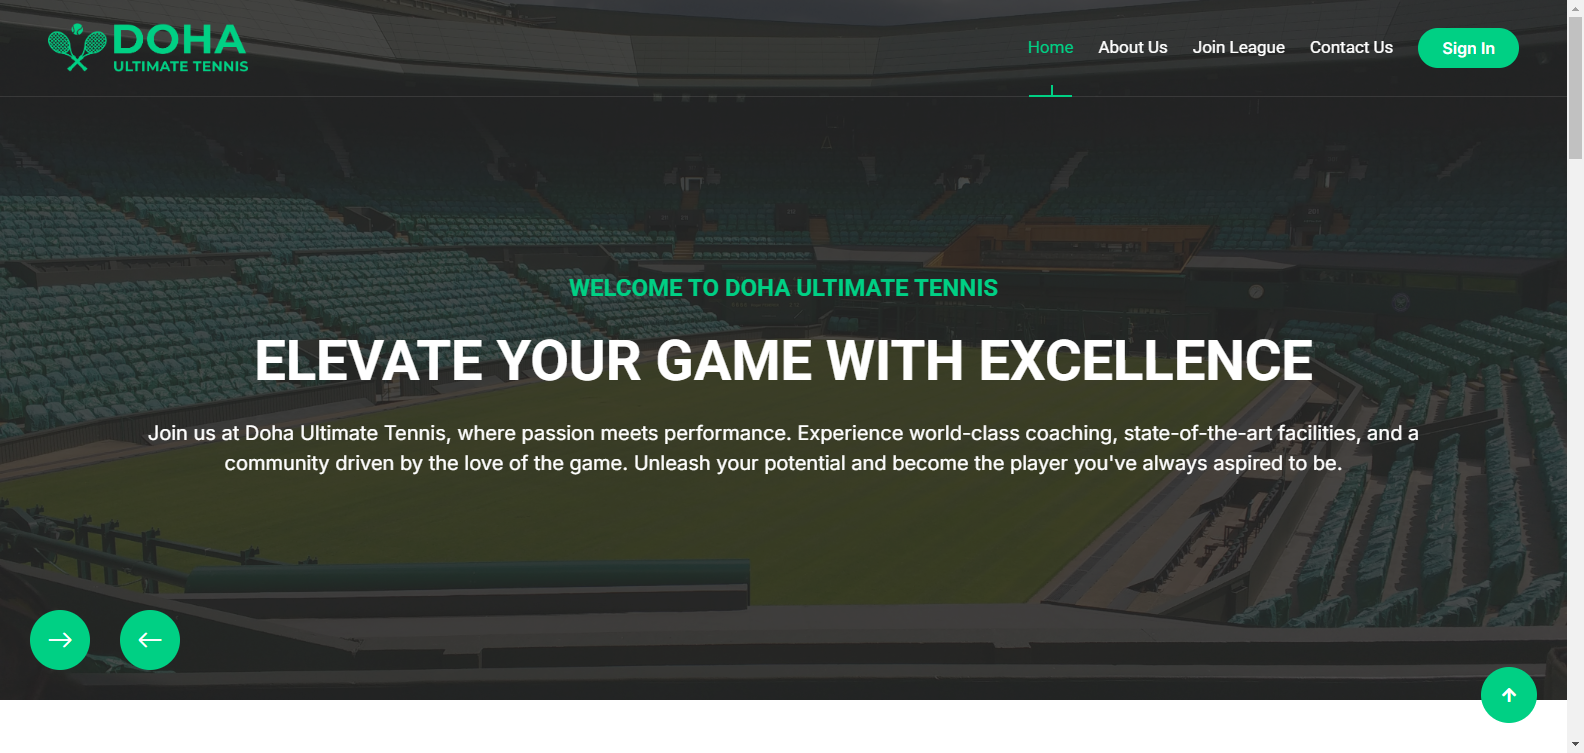 DOHA
ULTIMATE TENNIS
Home
About Us
Join League
Contact Us
Sign In
WELCOME TO DOHA ULTIMATE TENNIS
ELEVATE YOUR GAME WITH EXCELLENCE
Join us at Doha Ultimate Tennis, where passion meets performance. Experience world-class coaching, state-of-the-art facilities, and a
community driven by the love of the game. Unleash your potential and become the player you've always aspired to be.